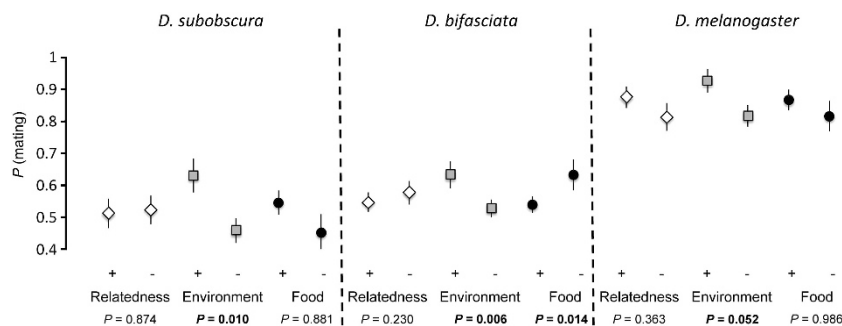 D. subobscura D. bifasciata D. melanogaster
1
0.9
0.8
0.7
0.6
0.5
0.4
P (mating)
+ - + - + - + - + - + - + - + - + -
Relatedness Environment Food Relatedness Environment Food Relatedness Environment Food
P = 0.874 P = 0.010 P = 0.881 P = 0.230 P = 0.006 P = 0.014 P = 0.363 P = 0.052 P = 0.986